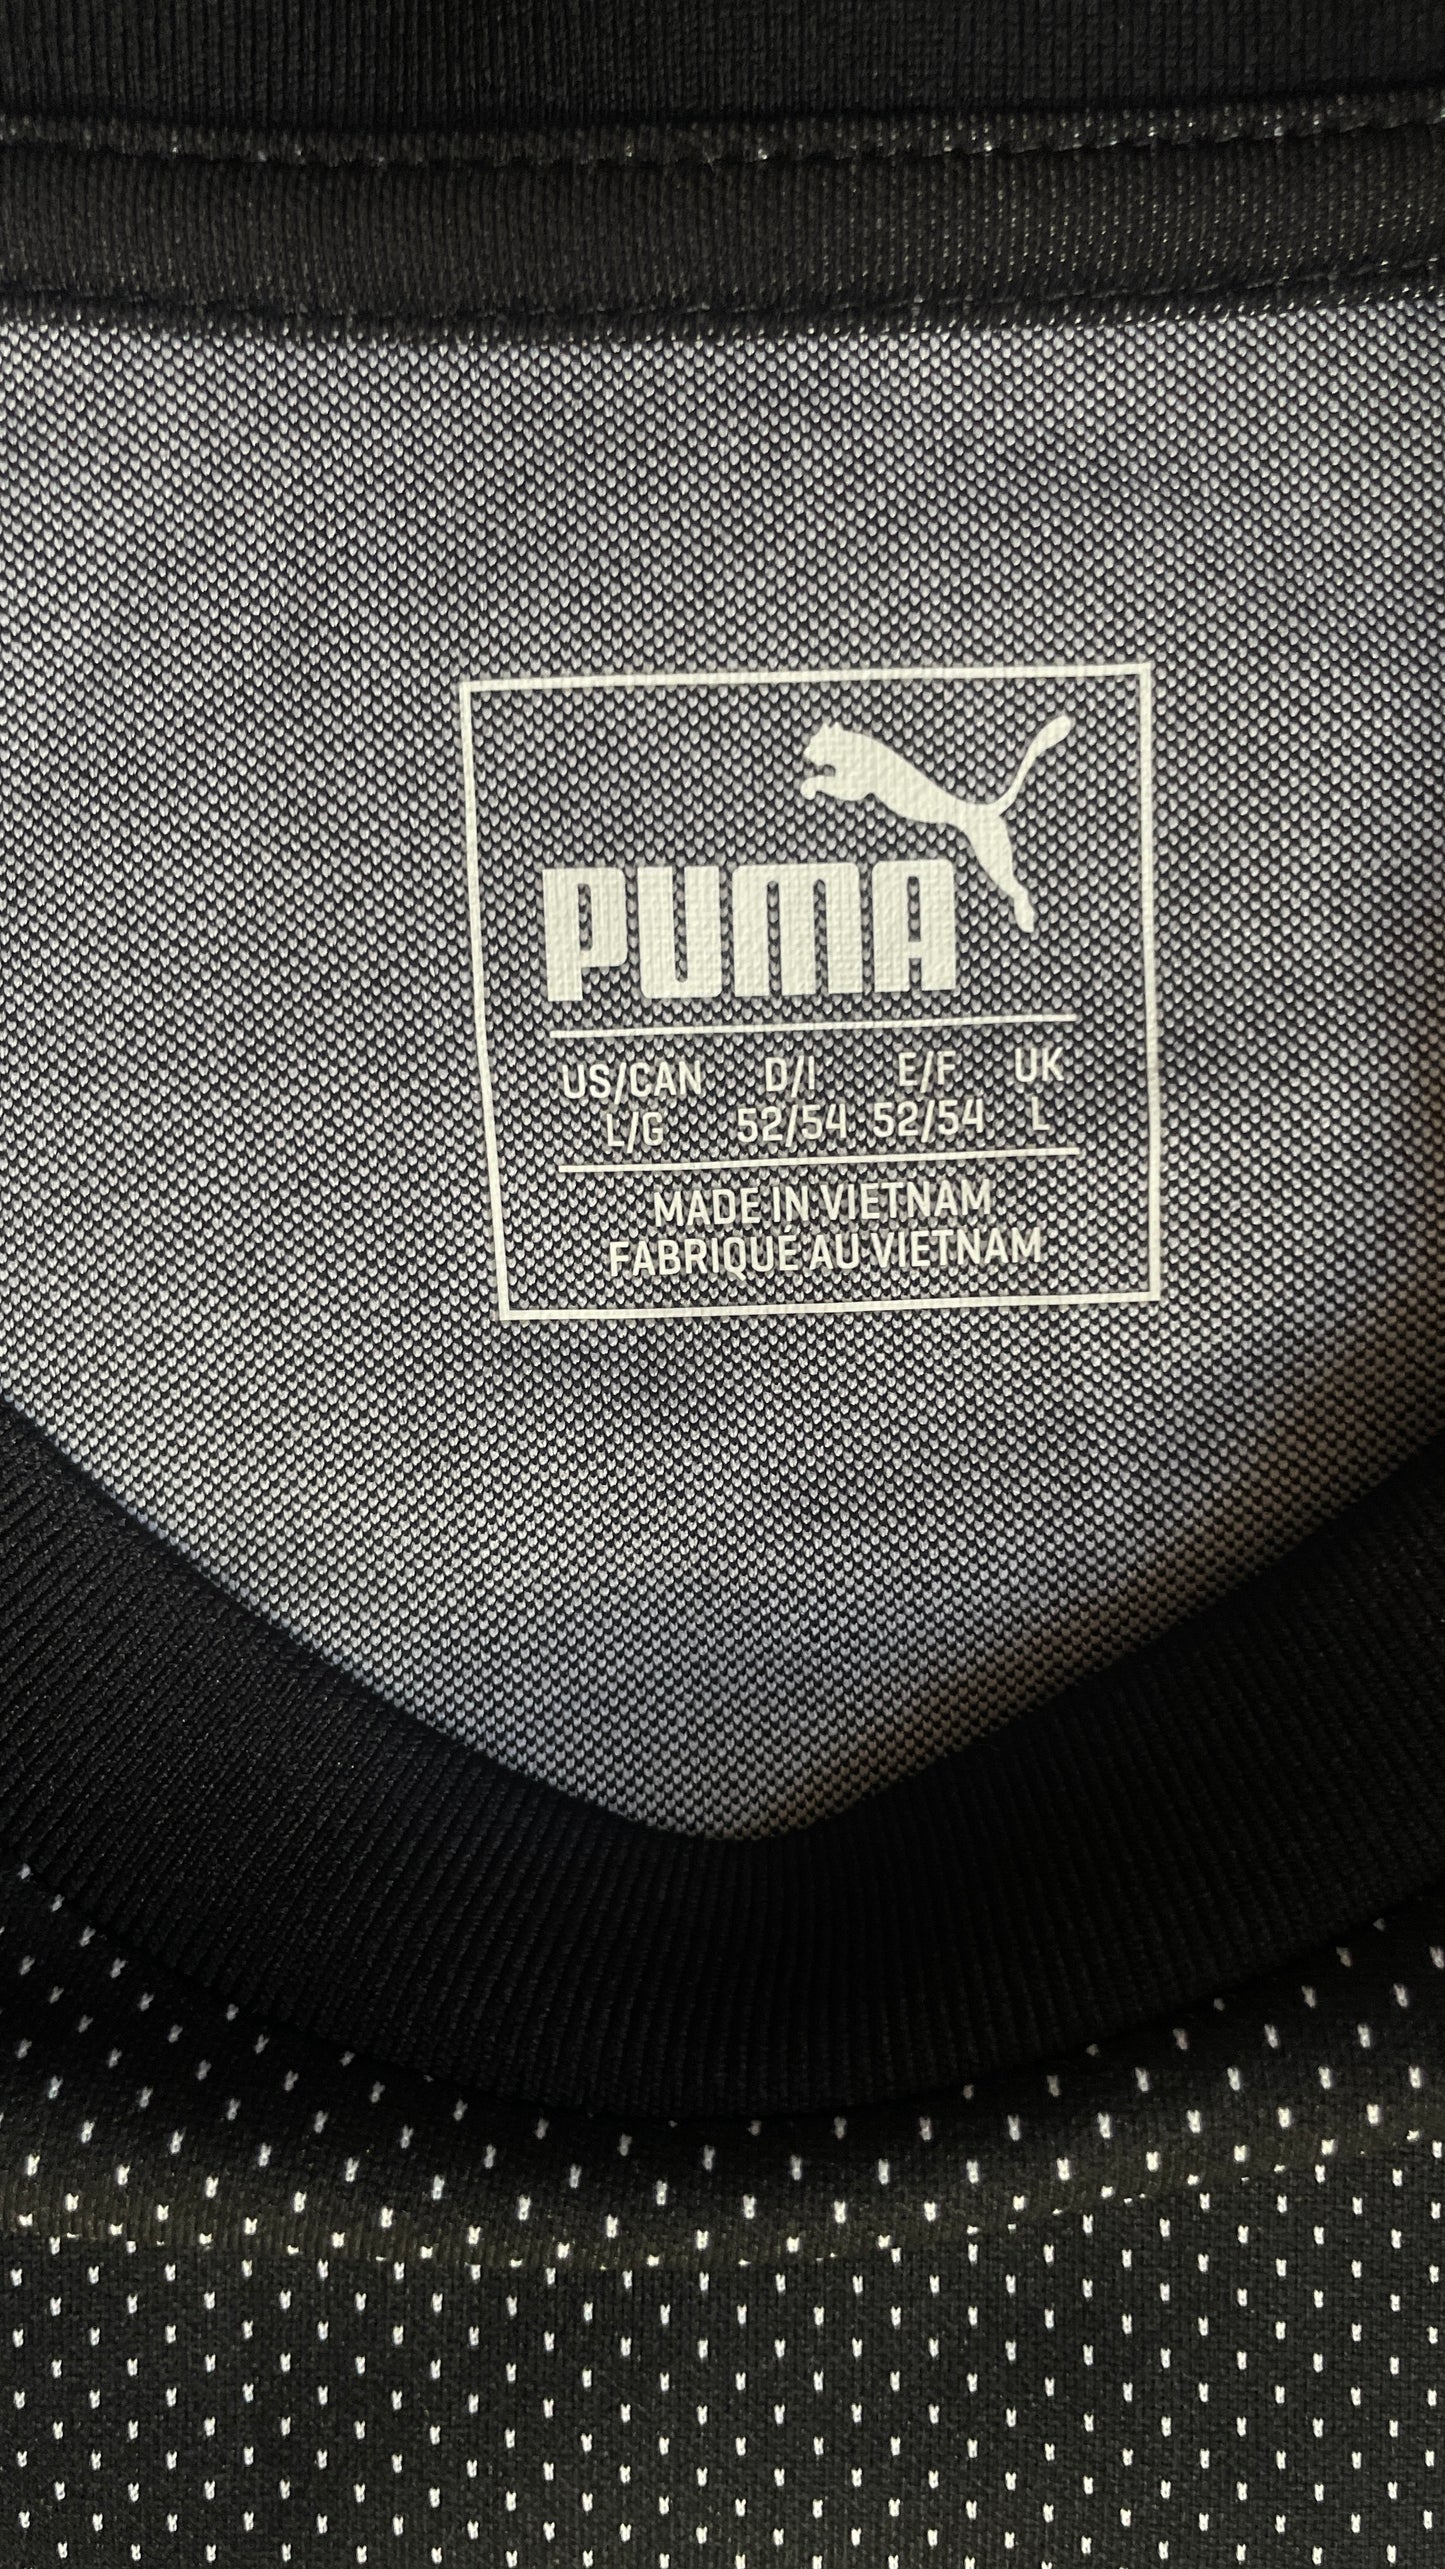 PUMA
US/CAN D/I E/F UK
L/G 52/54 52/54 L
MADE IN VIETNAM
FABRIQUÉ AU VIETNAM